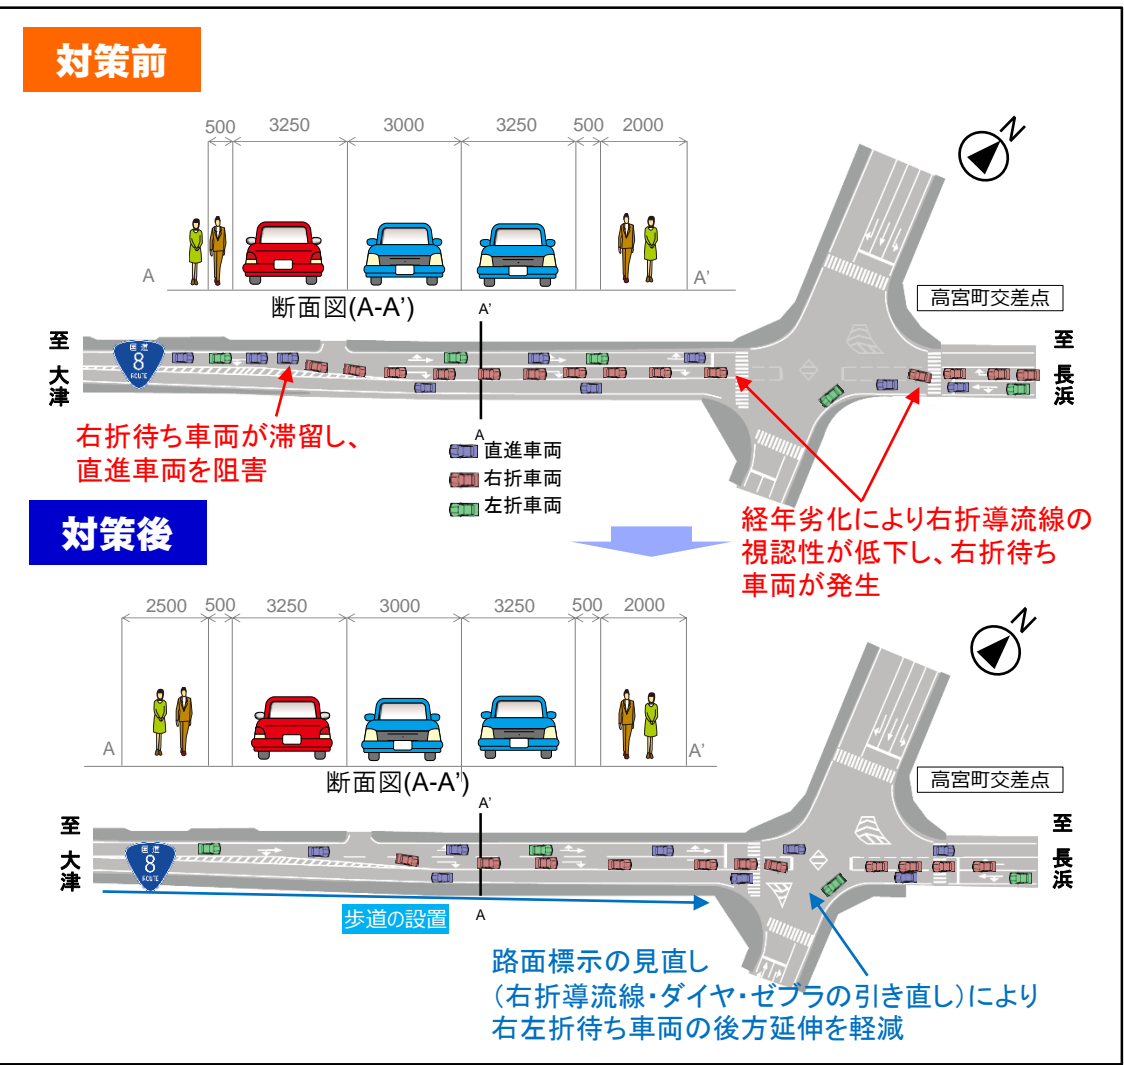 対策前
500 3250 3000 3250 500 2000
N
A A'
断面図(A-A')
高宮町交差点
A'
至 大津
国道 8 ROUTE
至 長浜
A
右折待ち車両が滞留し、
直進車両を阻害
直進車両
右折車両
左折車両
経年劣化により右折導流線の
視認性が低下し、右折待ち
車両が発生
対策後
2500 500 3250 3000 3250 500 2000
N
A A'
断面図(A-A')
高宮町交差点
A'
至 大津
国道 8 ROUTE
至 長浜
歩道の設置
A
路面標示の見直し
（右折導流線・ダイヤ・ゼブラの引き直し）により
右左折待ち車両の後方延伸を軽減